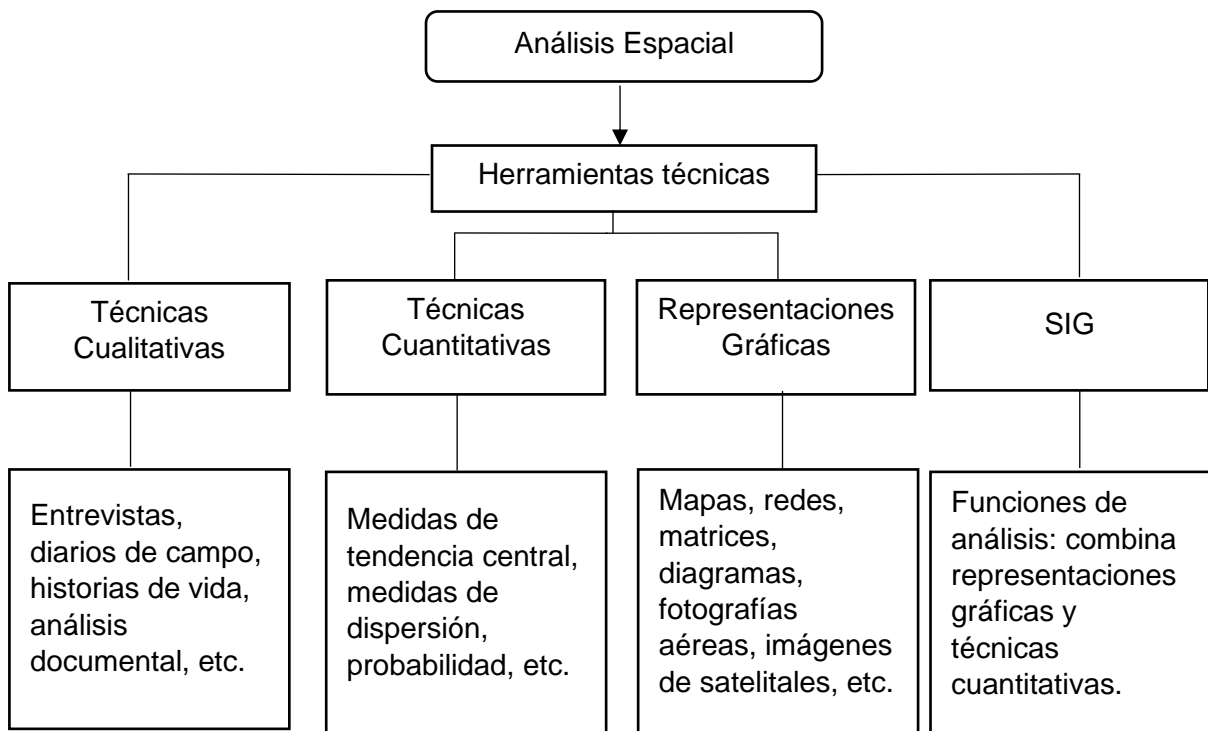 Análisis Espacial
Herramientas técnicas
Técnicas
Cualitativas
Técnicas
Cuantitativas
Representaciones
Gráficas
SIG
Entrevistas,
diarios de campo,
historias de vida,
análisis
documental, etc.
Medidas de
tendencia central,
medidas de
dispersión,
probabilidad, etc.
Mapas, redes,
matrices,
diagramas,
fotografías
aéreas, imágenes
de satelitales, etc.
Funciones de
análisis: combina
representaciones
gráficas y
técnicas
cuantitativas.